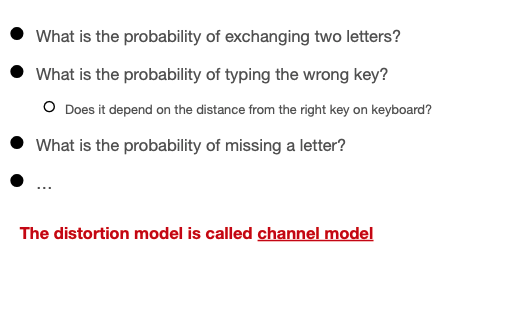 What is the probability of exchanging two letters?
What is the probability of typing the wrong key?
Does it depend on the distance from the right key on keyboard?
What is the probability of missing a letter?
...
The distortion model is called channel model